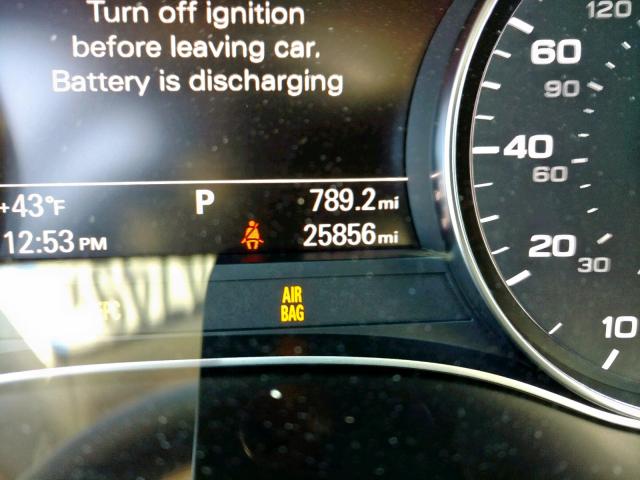 Turn off ignition
before leaving car.
Battery is discharging
+43°F
P
789.2 mi
12:53 PM
25856 mi
AIR
BAG
120
60
90
40
60
20
30
10